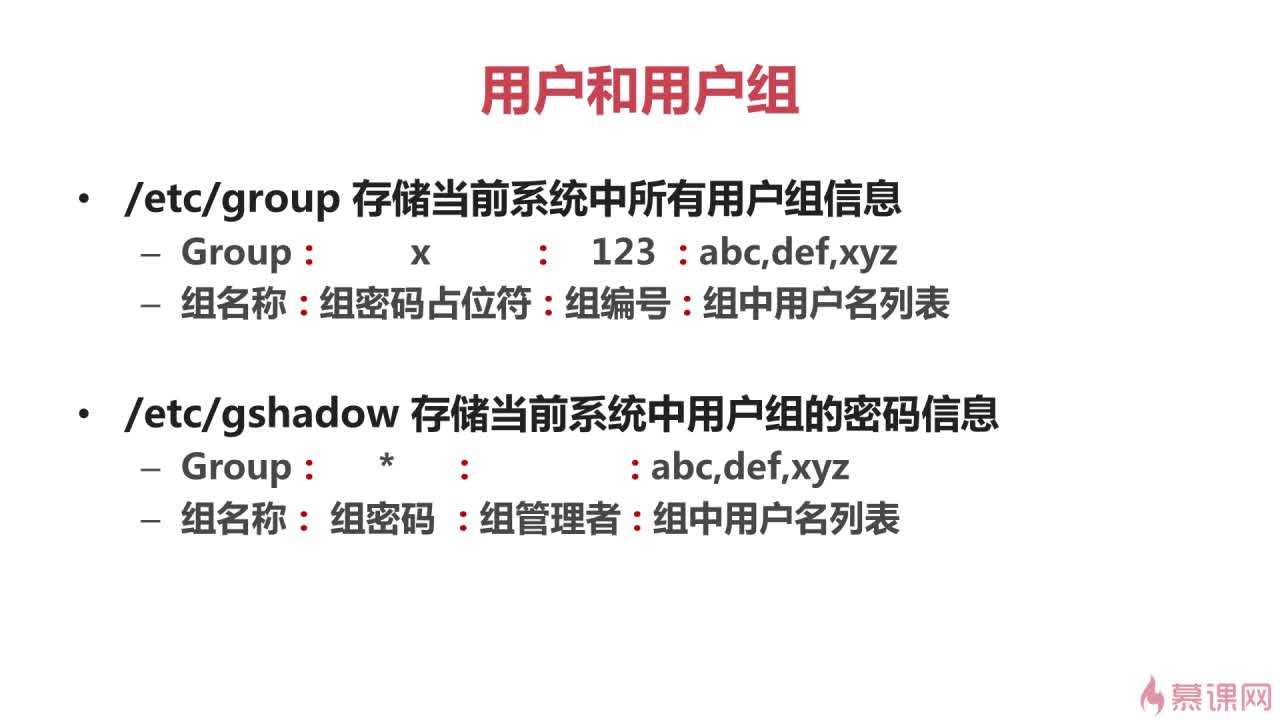 用户和用户组
• /etc/group 存储当前系统中所有用户组信息
– Group : x : 123 : abc,def,xyz
– 组名称 : 组密码占位符 : 组编号 : 组中用户名列表
• /etc/gshadow 存储当前系统中用户组的密码信息
– Group : * : : abc,def,xyz
– 组名称 : 组密码 : 组管理者 : 组中用户名列表
慕课网